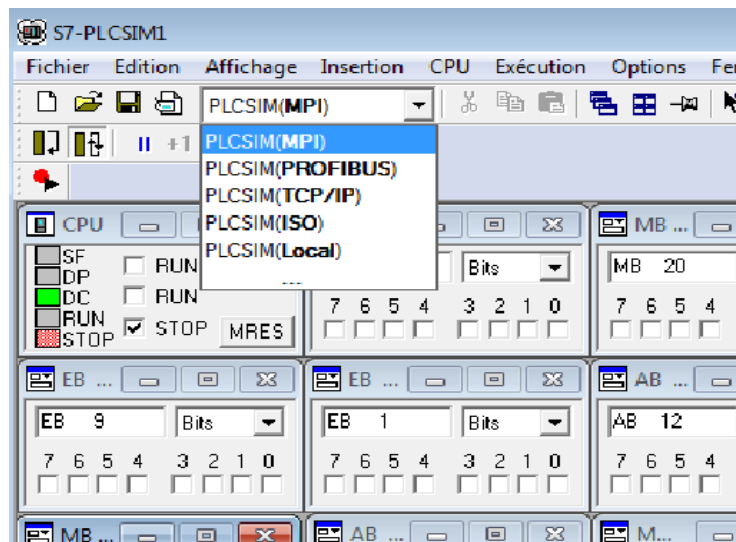 S7-PLCSIM1
Fichier Edition Affichage Insertion CPU Exécution Options Fe
PLCSIM(MPI)
+1
PLCSIM(MPI)
PLCSIM(PROFIBUS)
PLCSIM(TCP/IP)
PLCSIM(ISO)
PLCSIM(Local)
...
CPU
MB ...
SF
DP
DC
RUN
STOP
RUN
RUN
STOP MRES
Bits
7 6 5 4 3 2 1 0
MB 20
7 6 5 4
EB ...
EB ...
AB ...
EB 9 Bits
EB 1 Bits
AB 12
7 6 5 4 3 2 1 0
7 6 5 4 3 2 1 0
7 6 5 4
MB ...
AB ...
M...